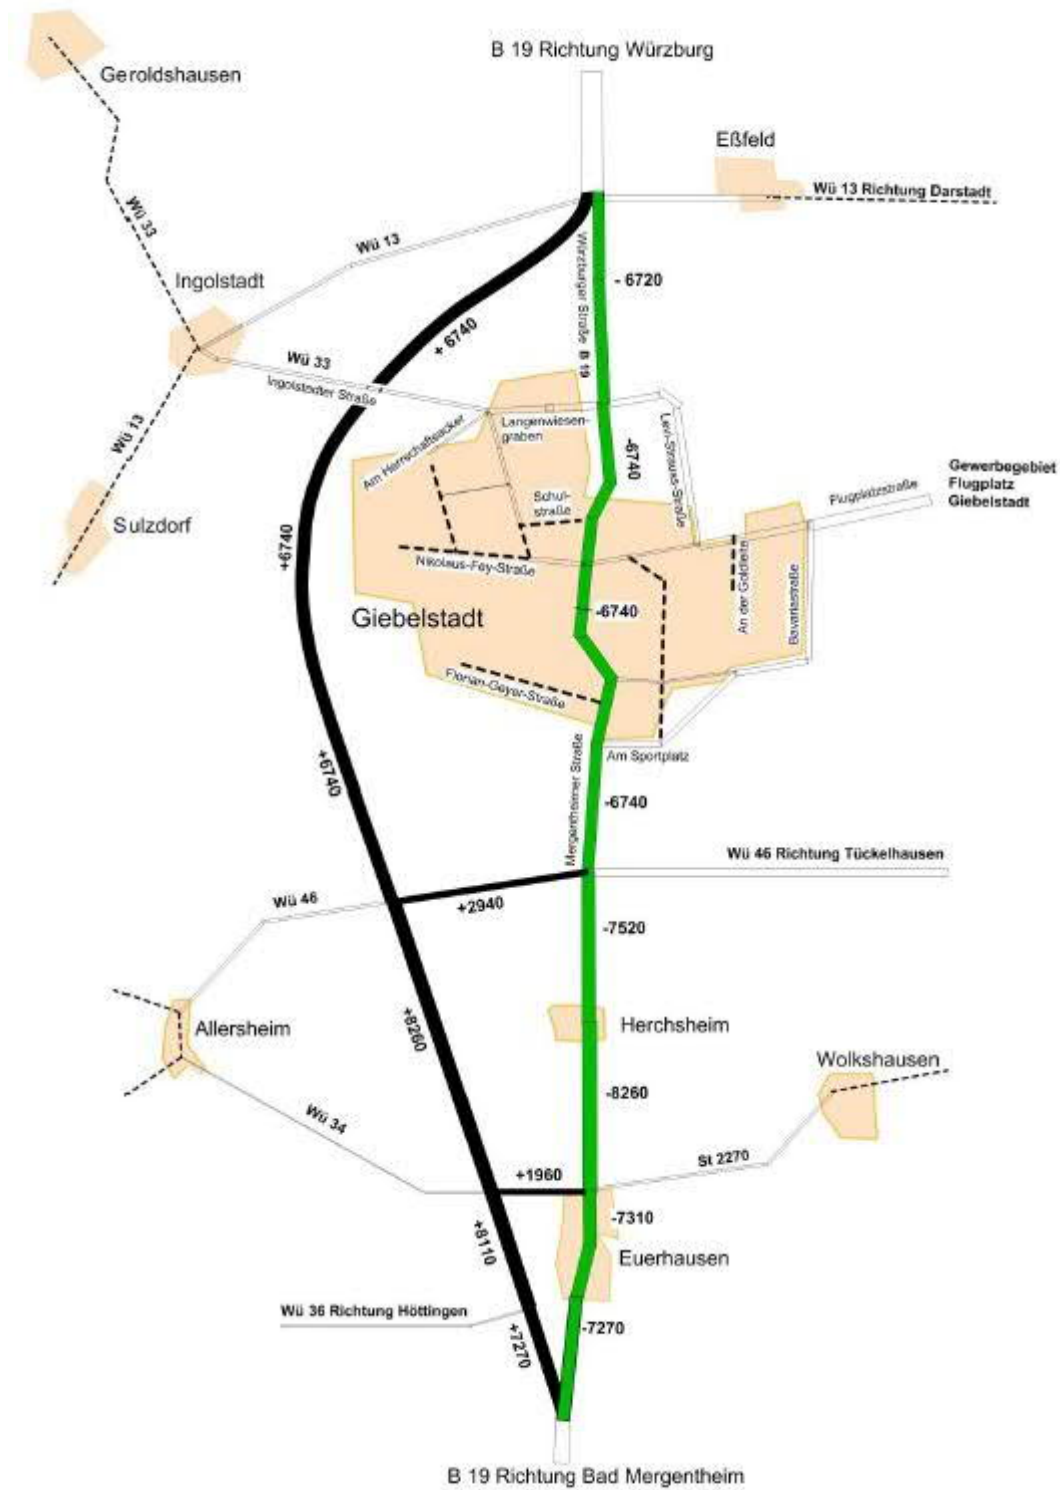 B 19 Richtung Würzburg
Geroldshausen
Eßfeld
Wü 13 Richtung Darstadt
Wü 33
Wü 13
Ingolstadt
Würzburger Straße
B 19
- 6720
+ 6740
Wü 33
Ingolstadter Straße
Wü 13
Am Herrschaftsäcker
Langenwiesen-
graben
-6740
Levi-Strauss-Straße
Gewerbegebiet
Flugplatz
Giebelstadt
Flugplatzstraße
Schul-
straße
Sulzdorf
+6740
Nikolaus-Fey-Straße
An der Goldleite
Bavariastraße
Giebelstadt
-6740
Florian-Geyer-Straße
Am Sportplatz
Mergentheimer Straße
+6740
-6740
Wü 46 Richtung Tückelhausen
Wü 46
+2940
-7520
Allersheim
+8260
Herchsheim
Wolkshausen
-8260
Wü 34
St 2270
+1960
-7310
+8110
Euerhausen
Wü 36 Richtung Höttingen
+7270
-7270
B 19 Richtung Bad Mergentheim